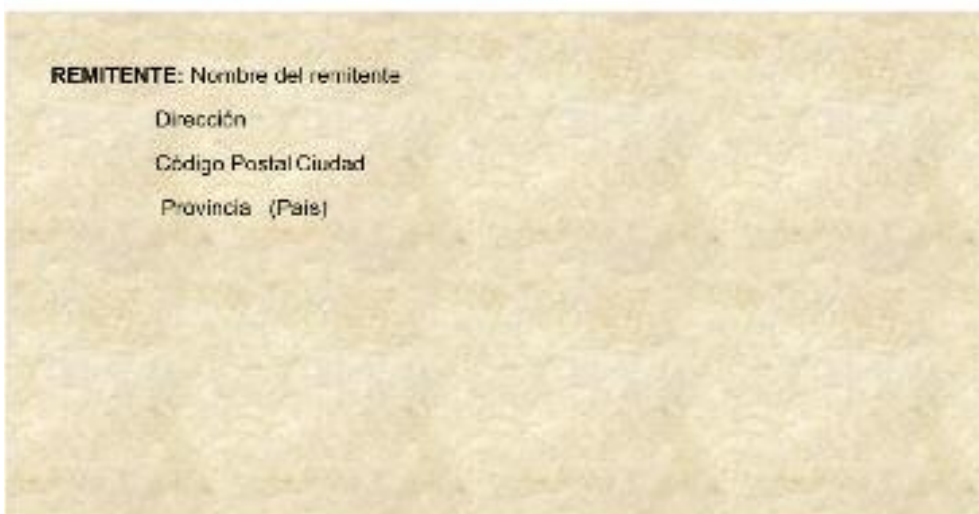 REMITENTE: Nombre del remitente
Dirección
Código Postal Ciudad
Provincia (País)